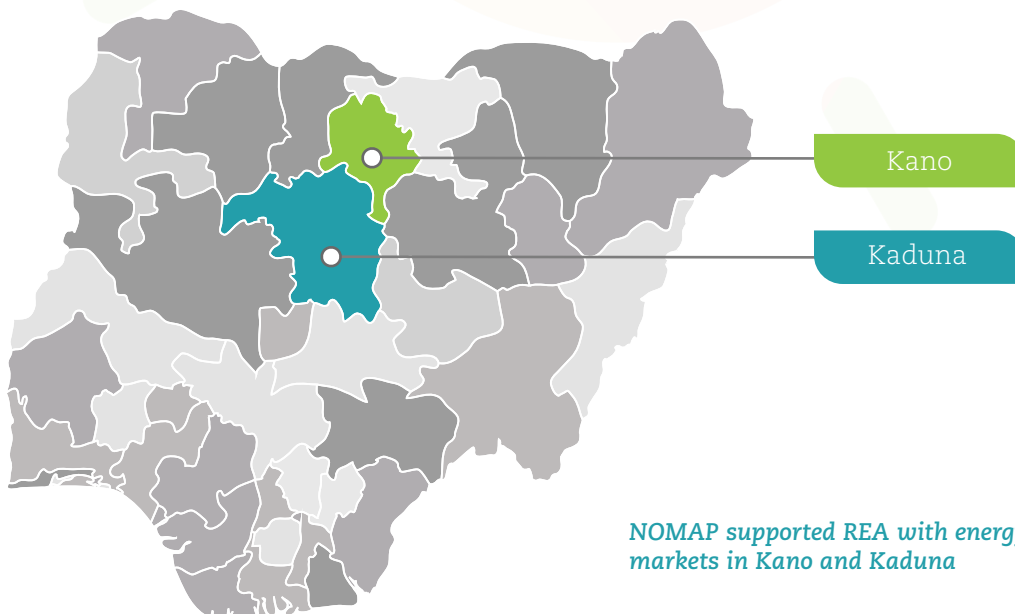 Kano
Kaduna
NOMAP supported REA with energ
markets in Kano and Kaduna